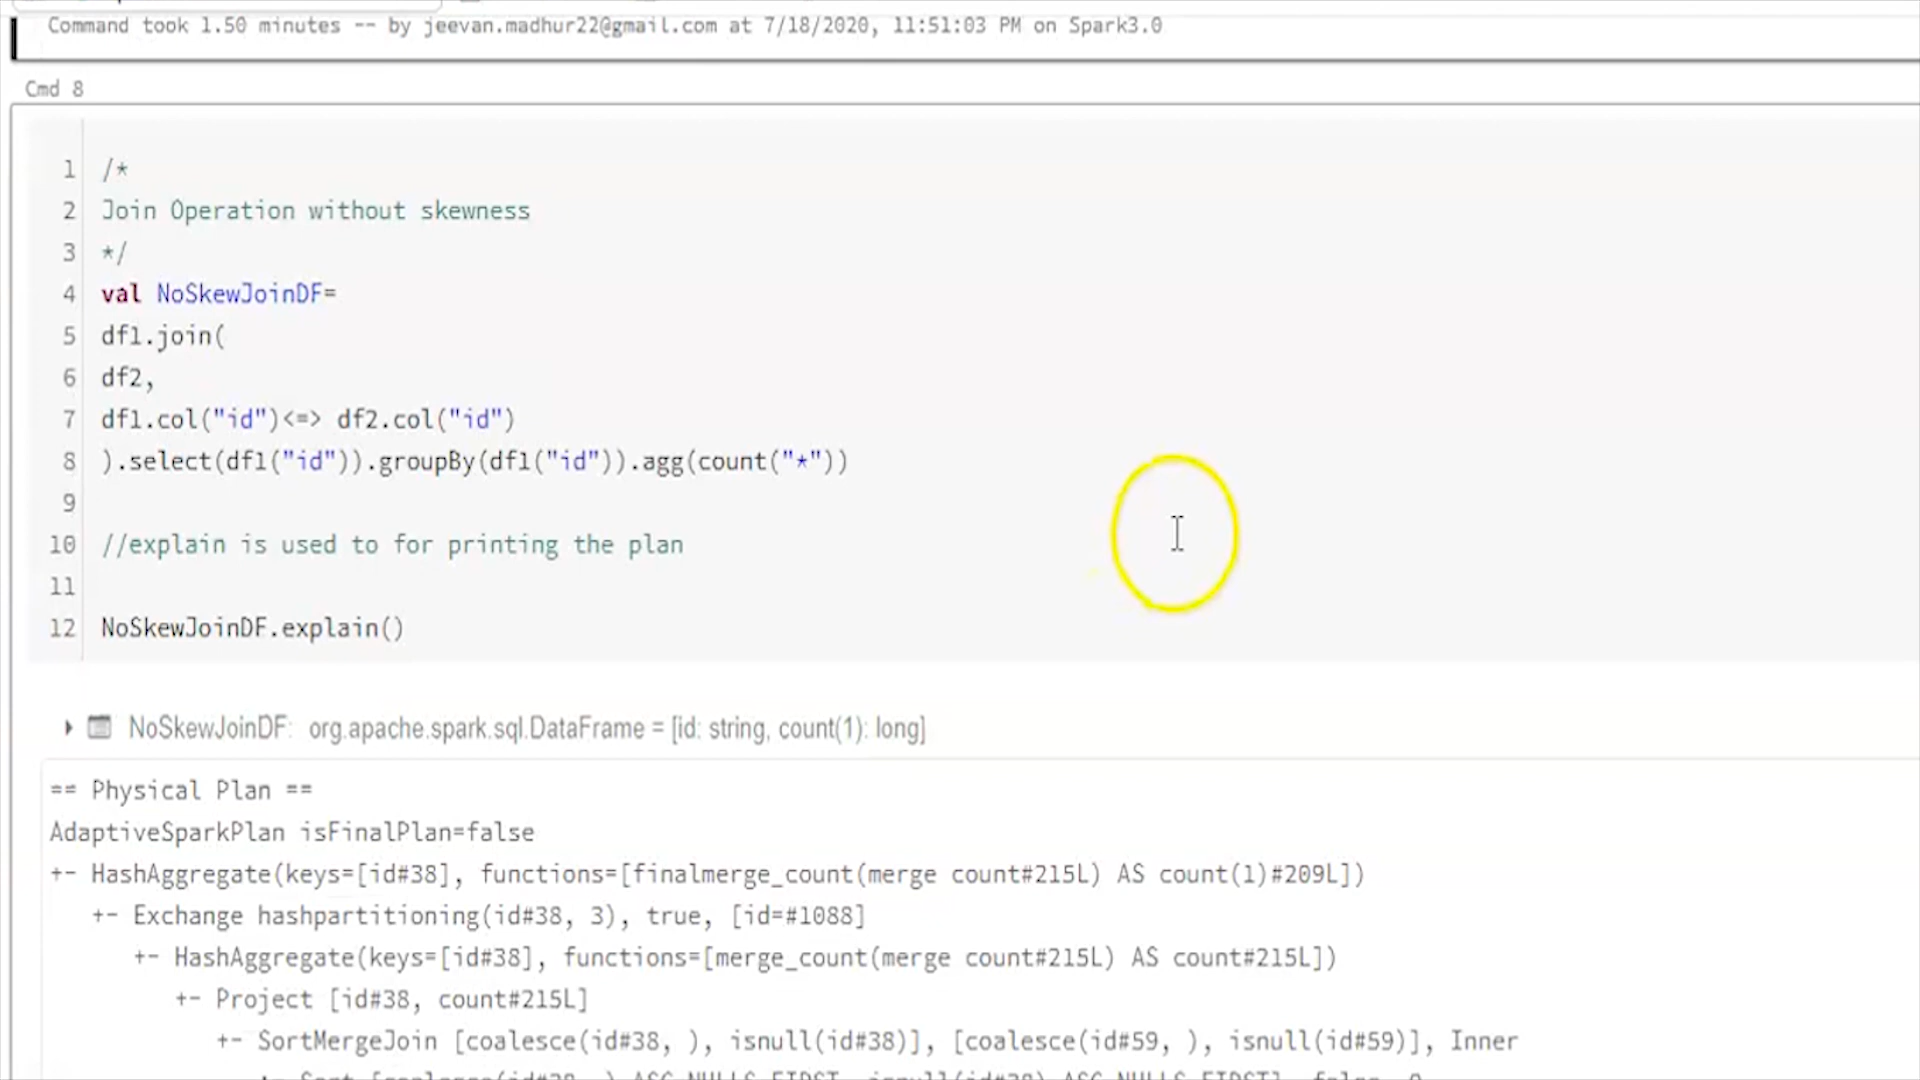 Command took 1.50 minutes -- by jeevan.madhur22@gmail.com at 7/18/2020, 11:51:03 PM on Spark3.0
Cmd 8
1 /*
2 Join Operation without skewness
3 */
4 val NoSkewJoinDF=
5 df1.join(
6 df2,
7 df1.col("id")<=> df2.col("id")
8 ).select(df1("id")).groupBy(df1("id")).agg(count("*"))
9
10 //explain is used to for printing the plan
11
12 NoSkewJoinDF.explain()
NoSkewJoinDF: org.apache.spark.sql.DataFrame = [id: string, count(1): long]
== Physical Plan ==
AdaptiveSparkPlan isFinalPlan=false
+- HashAggregate(keys=[id#38], functions=[finalmerge_count(merge count#215L) AS count(1)#209L])
+- Exchange hashpartitioning(id#38, 3), true, [id=#1088]
+- HashAggregate(keys=[id#38], functions=[merge_count(merge count#215L) AS count#215L])
+- Project [id#38, count#215L]
+- SortMergeJoin [coalesce(id#38, ), isnull(id#38)], [coalesce(id#59, ), isnull(id#59)], Inner